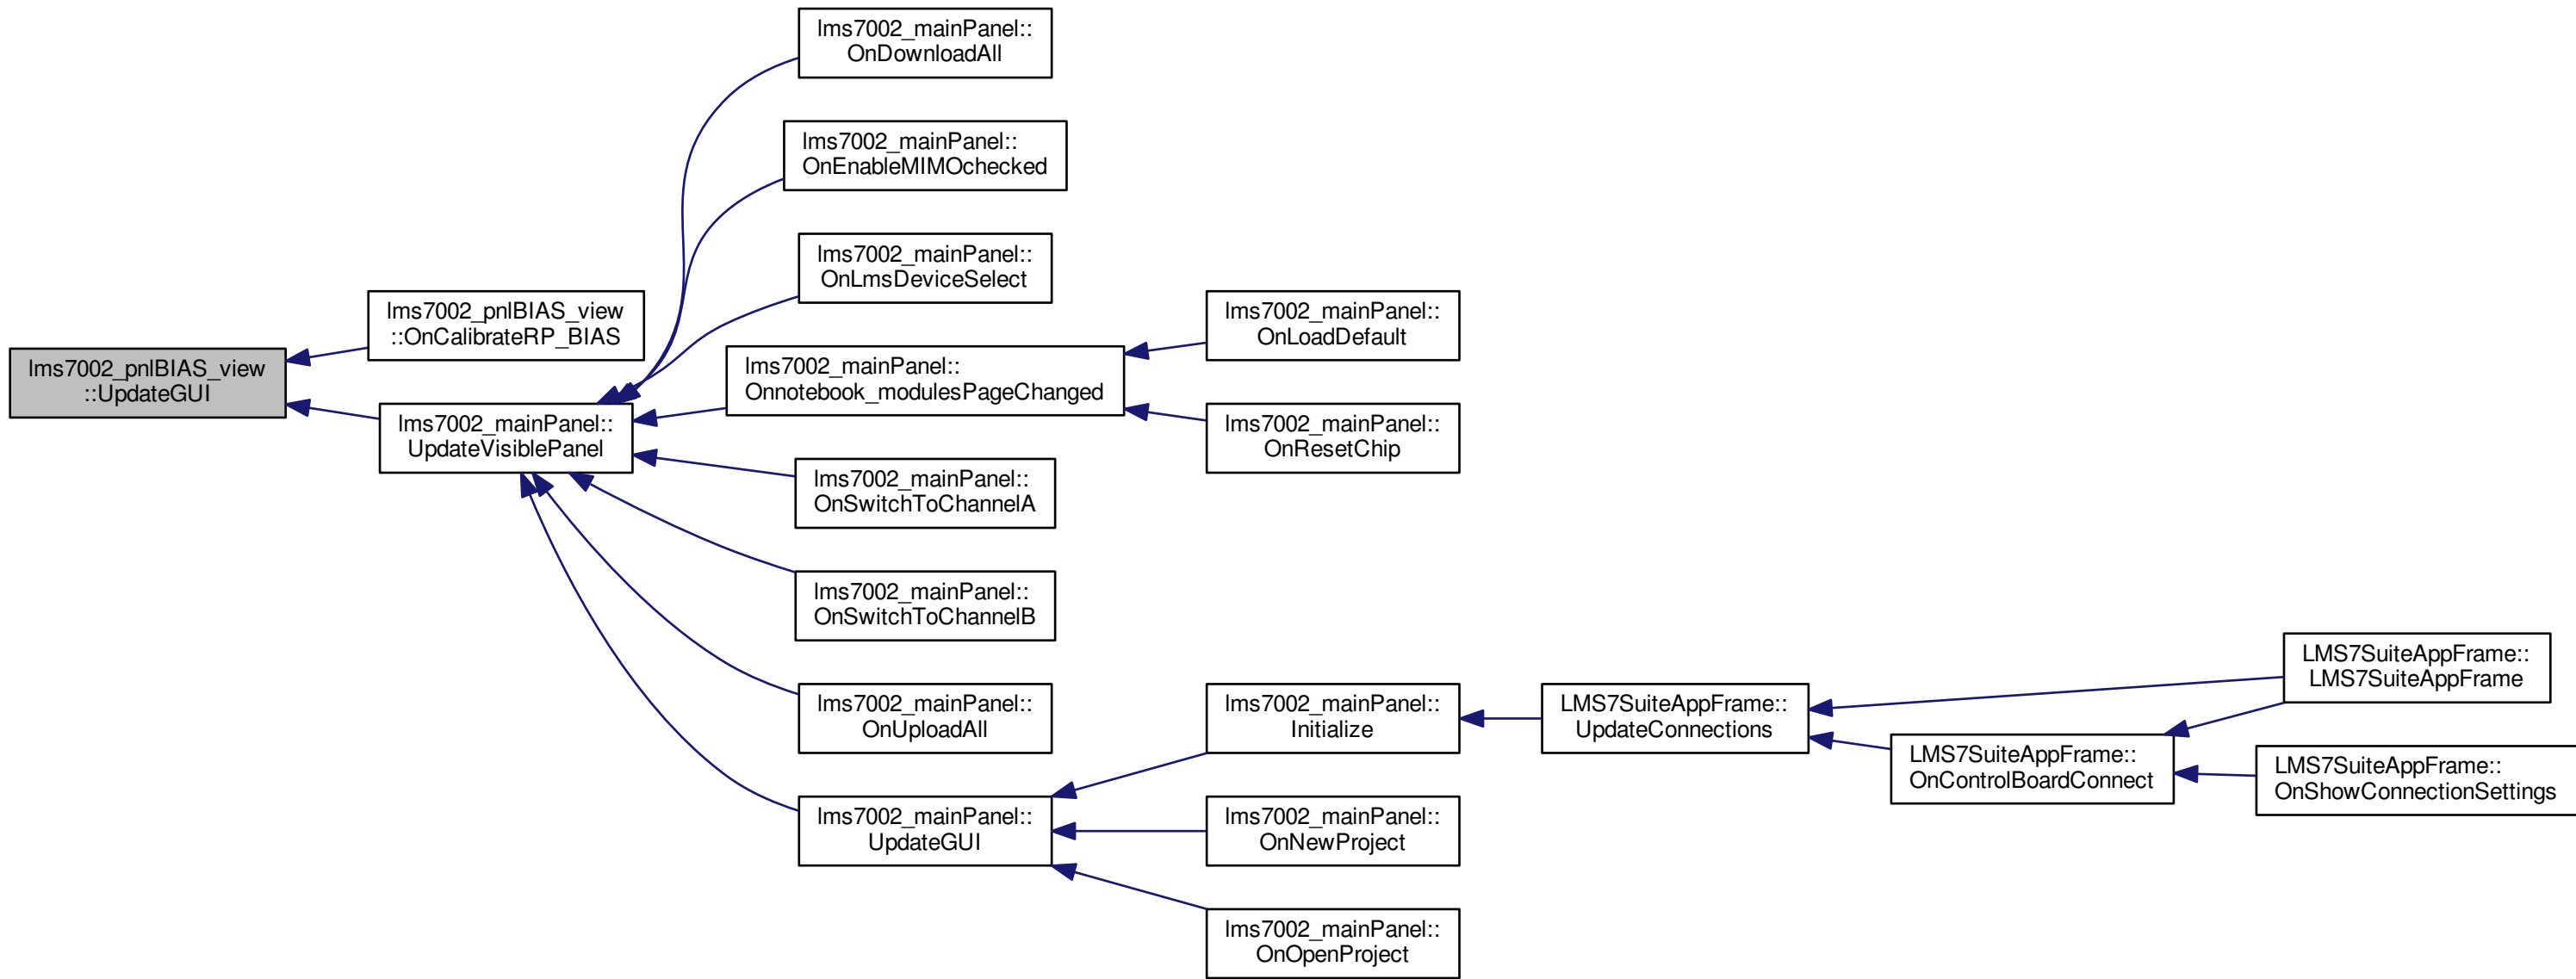 lms7002_mainPanel::
OnDownloadAll
lms7002_mainPanel::
OnEnableMIMOchecked
lms7002_mainPanel::
OnLmsDeviceSelect
lms7002_pnlBIAS_view
::OnCalibrateRP_BIAS
lms7002_mainPanel::
OnLoadDefault
lms7002_pnlBIAS_view
::UpdateGUI
lms7002_mainPanel::
Onnotebook_modulesPageChanged
lms7002_mainPanel::
UpdateVisiblePanel
lms7002_mainPanel::
OnResetChip
lms7002_mainPanel::
OnSwitchToChannelA
lms7002_mainPanel::
OnSwitchToChannelB
LMS7SuiteAppFrame::
LMS7SuiteAppFrame
lms7002_mainPanel::
OnUploadAll
lms7002_mainPanel::
Initialize
LMS7SuiteAppFrame::
UpdateConnections
LMS7SuiteAppFrame::
OnControlBoardConnect
LMS7SuiteAppFrame::
OnShowConnectionSettings
lms7002_mainPanel::
UpdateGUI
lms7002_mainPanel::
OnNewProject
lms7002_mainPanel::
OnOpenProject